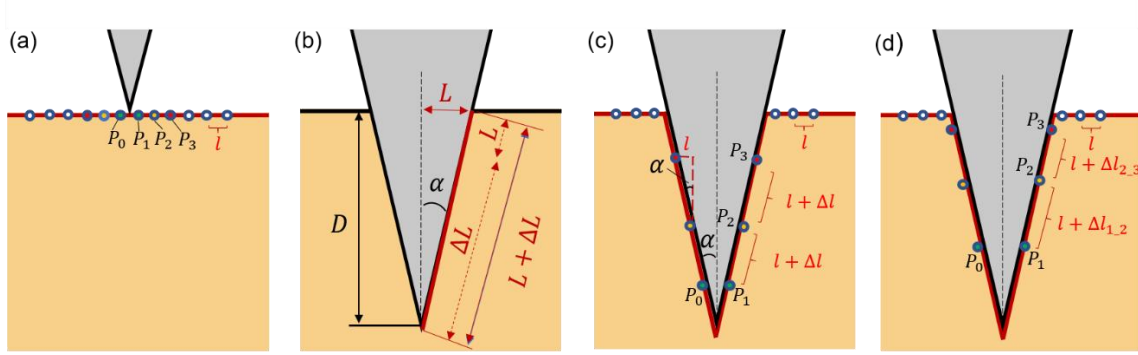 (a)
P₀ P₁ P₂ P₃ l
(b)
L
L
α
D
ΔL
L + ΔL
(c)
l
l
α
P₃
l + Δl
P₂
α
l + Δl
P₀ P₁
(d)
P₃ l
P₂ l + Δl₂_₃
l + Δl₁_₂
P₀ P₁